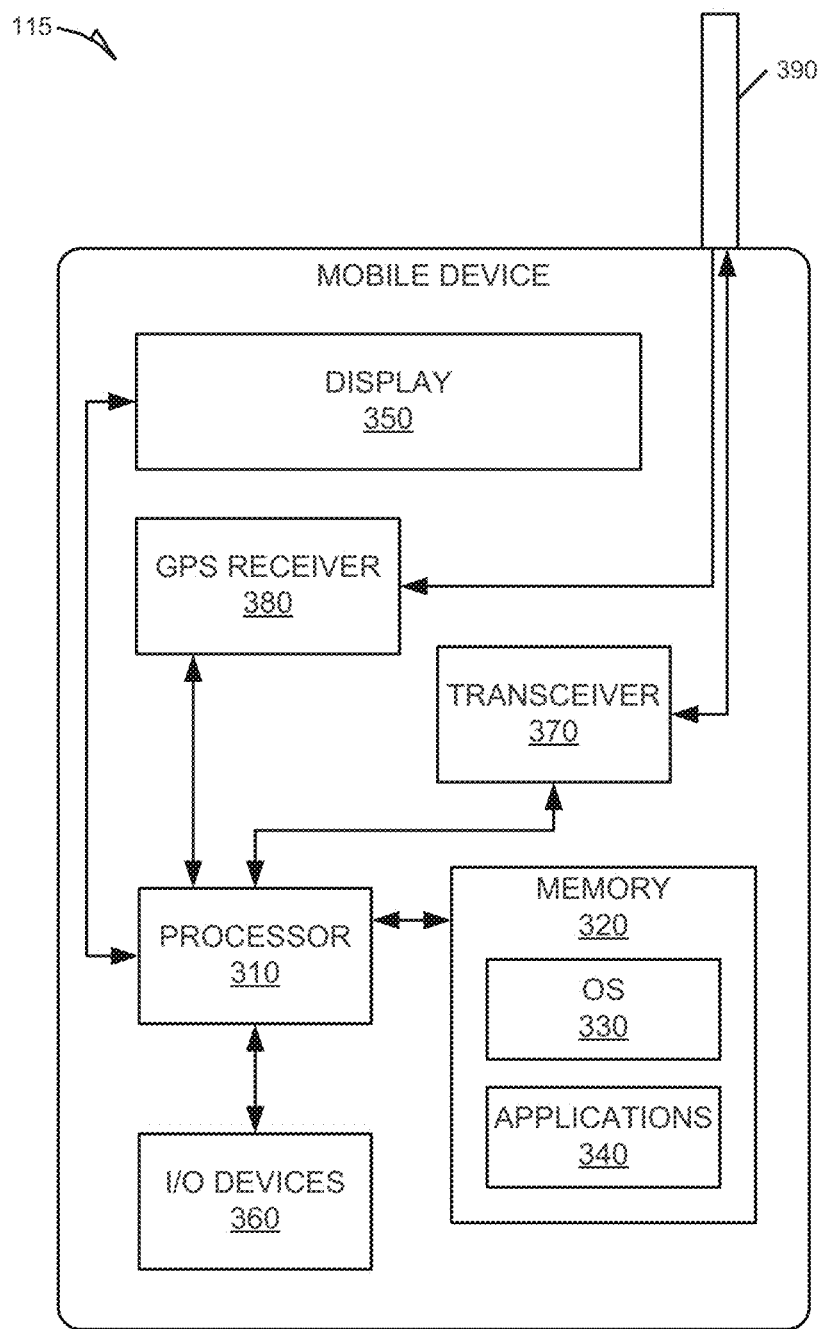 115
390
MOBILE DEVICE
DISPLAY
350
GPS RECEIVER
380
TRANSCEIVER
370
PROCESSOR
310
MEMORY
320
OS
330
APPLICATIONS
340
I/O DEVICES
360